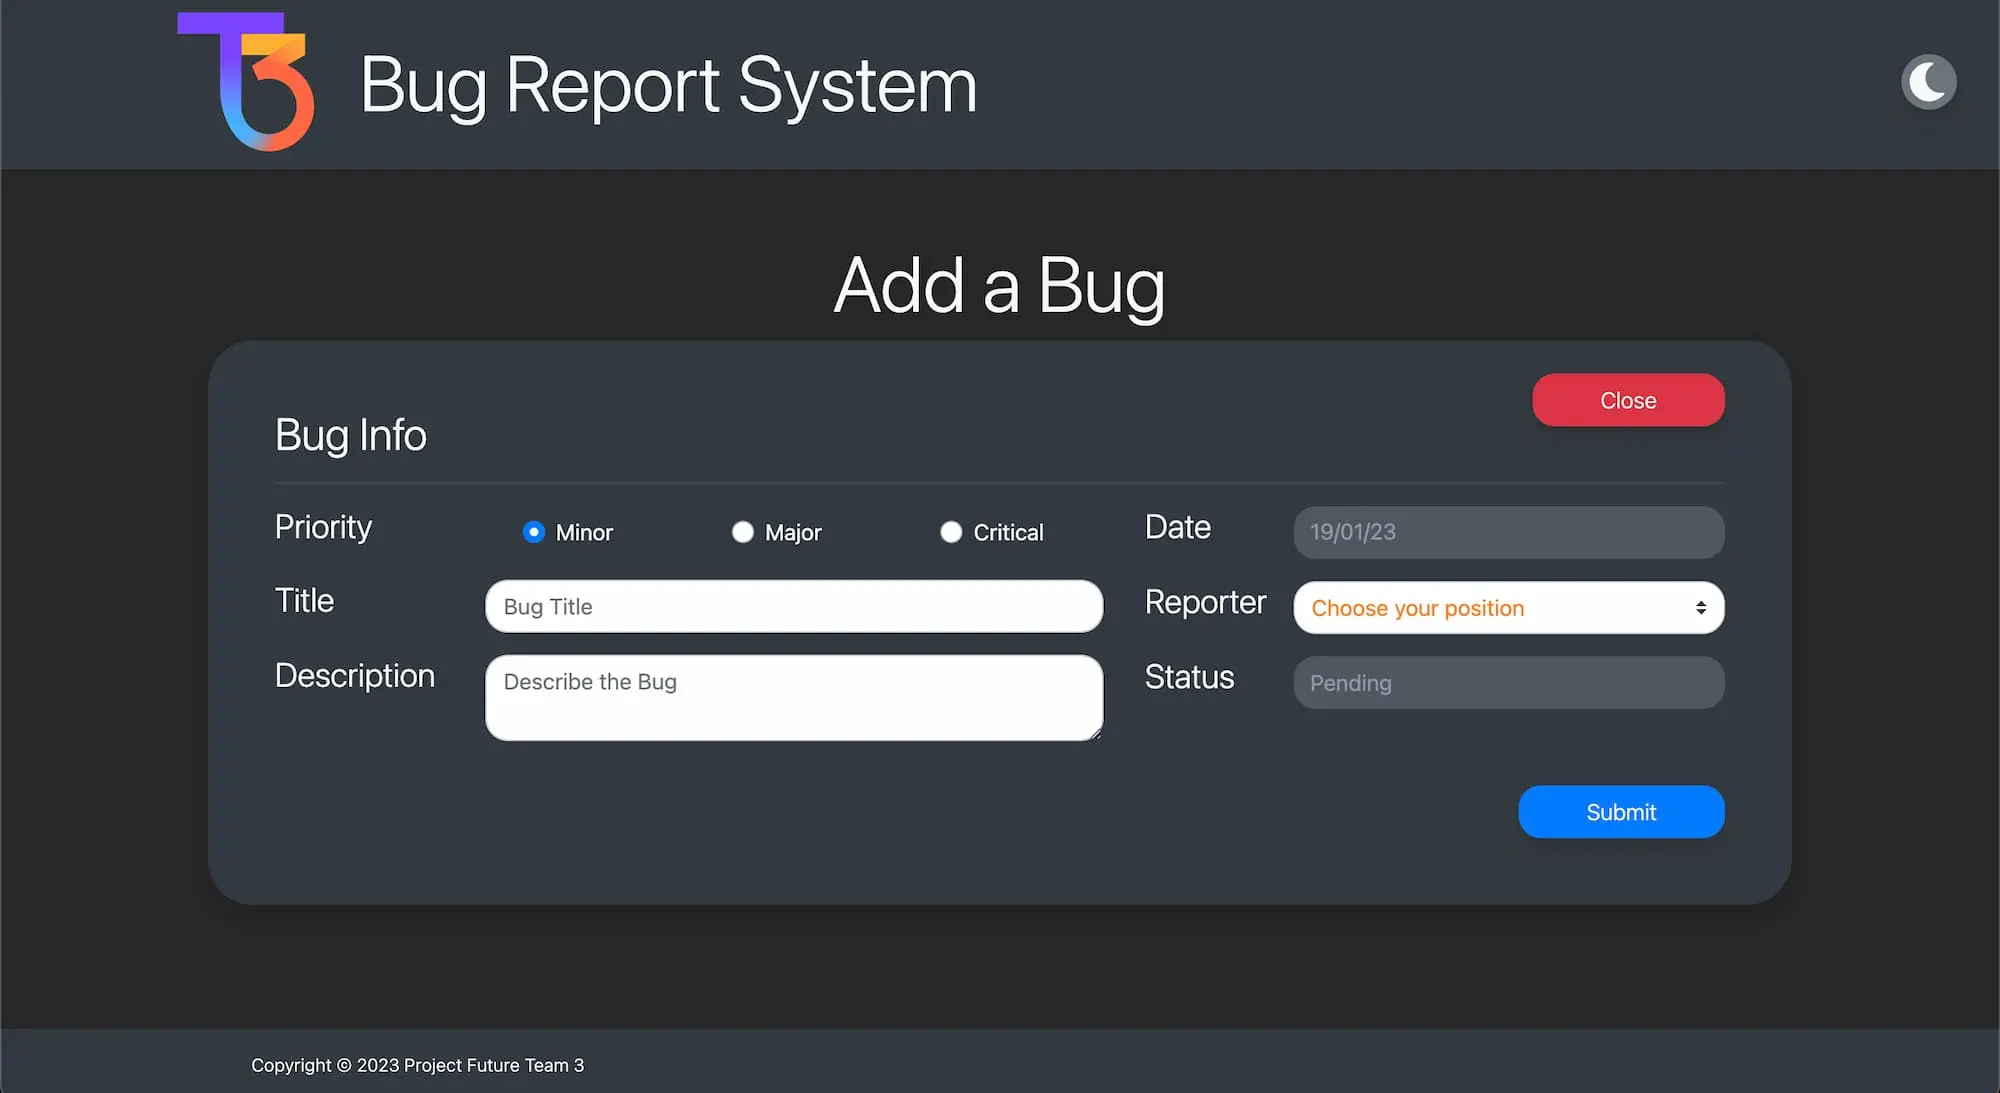 T3
Bug Report System
Add a Bug
Close
Bug Info
Priority
Minor
Major
Critical
Date
19/01/23
Title
Bug Title
Reporter
Choose your position
Description
Describe the Bug
Status
Pending
Submit
Copyright © 2023 Project Future Team 3